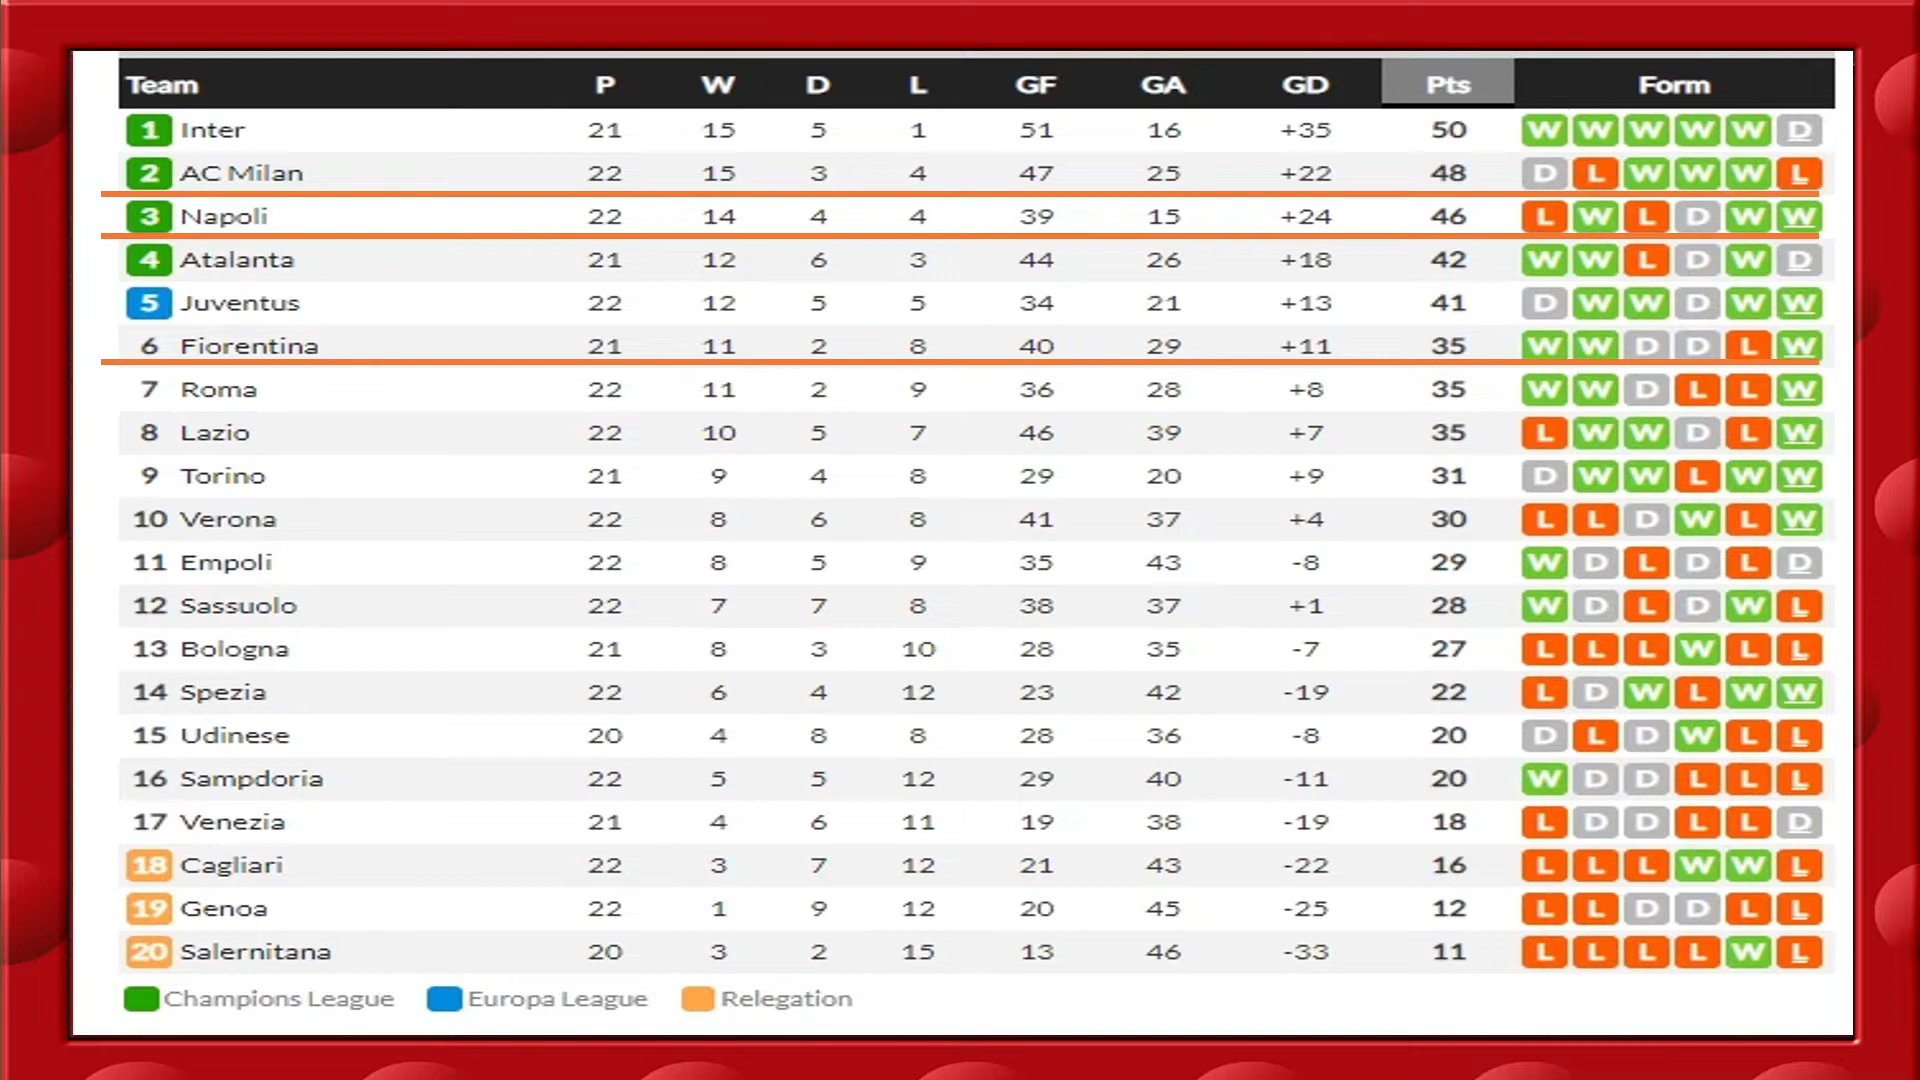 Team P W D L GF GA GD Pts Form
1 Inter 21 15 5 1 51 16 +35 50 W W W W W D
2 AC Milan 22 15 3 4 47 25 +22 48 D L W W W L
3 Napoli 22 14 4 4 39 15 +24 46 L W L D W W
4 Atalanta 21 12 6 3 44 26 +18 42 W W L D W D
5 Juventus 22 12 5 5 34 21 +13 41 D W W D W W
6 Fiorentina 21 11 2 8 40 29 +11 35 W W D D L W
7 Roma 22 11 2 9 36 28 +8 35 W W D L L W
8 Lazio 22 10 5 7 46 39 +7 35 L W W D L W
9 Torino 21 9 4 8 29 20 +9 31 D W W L W W
10 Verona 22 8 6 8 41 37 +4 30 L L D W L W
11 Empoli 22 8 5 9 35 43 -8 29 W D L D L D
12 Sassuolo 22 7 7 8 38 37 +1 28 W D L D W L
13 Bologna 21 8 3 10 28 35 -7 27 L L L W L L
14 Spezia 22 6 4 12 23 42 -19 22 L D W L W W
15 Udinese 20 4 8 8 28 36 -8 20 D L D W L L
16 Sampdoria 22 5 5 12 29 40 -11 20 W D D L L L
17 Venezia 21 4 6 11 19 38 -19 18 L D D L L D
18 Cagliari 22 3 7 12 21 43 -22 16 L L L W W L
19 Genoa 22 1 9 12 20 45 -25 12 L L D D L L
20 Salernitana 20 3 2 15 13 46 -33 11 L L L L W L
Champions League Europa League Relegation